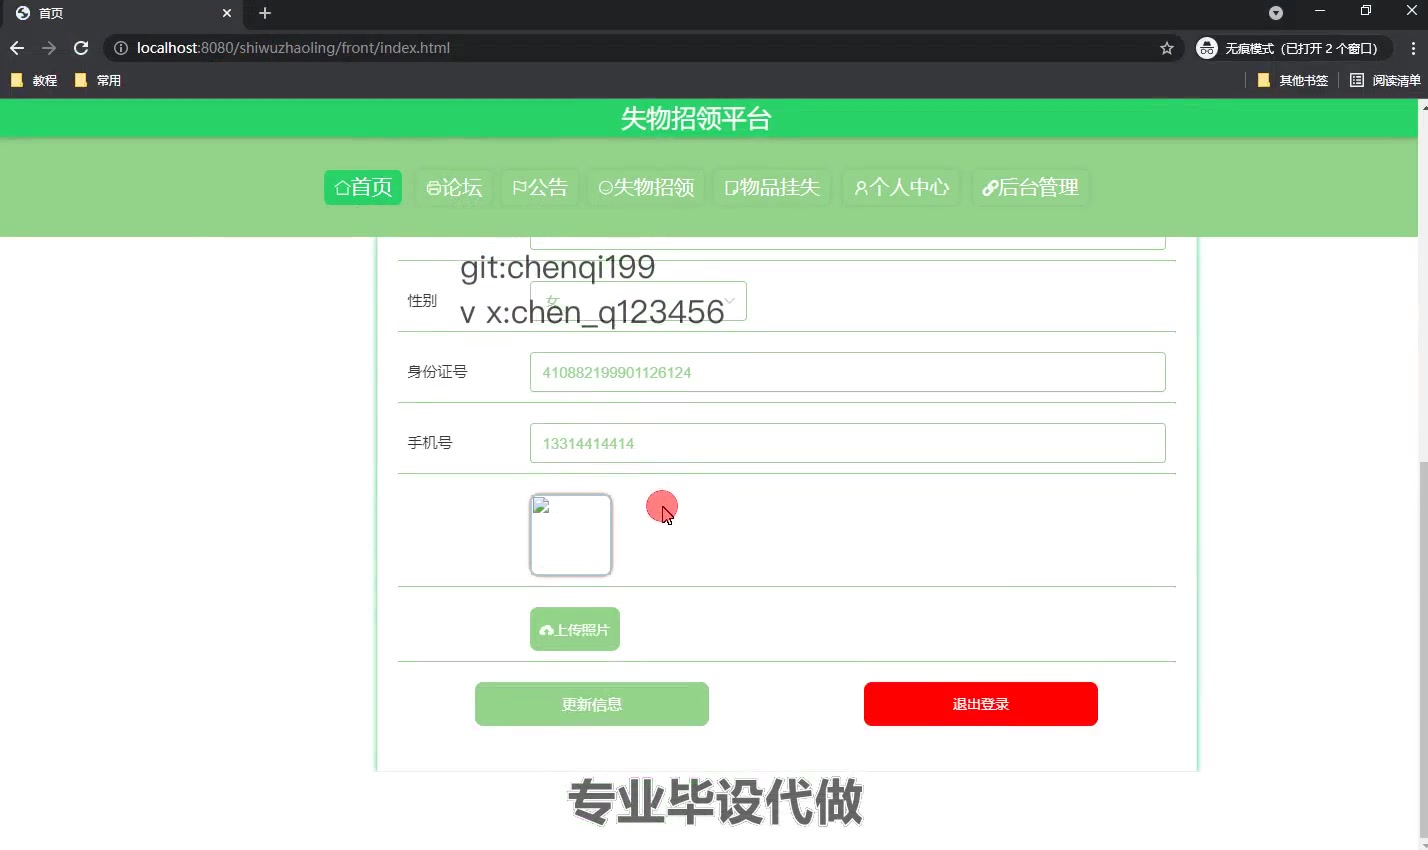 首页
localhost:8080/shiwuzhaoling/front/index.html
无痕模式（已打开 2 个窗口）
教程
常用
其他书签
阅读清单
失物招领平台
首页
论坛
公告
失物招领
物品挂失
个人中心
后台管理
git:chenqi199
性别
女
v x:chen_q123456
身份证号
410882199901126124
手机号
13314414414
上传照片
更新信息
退出登录
专业毕设代做